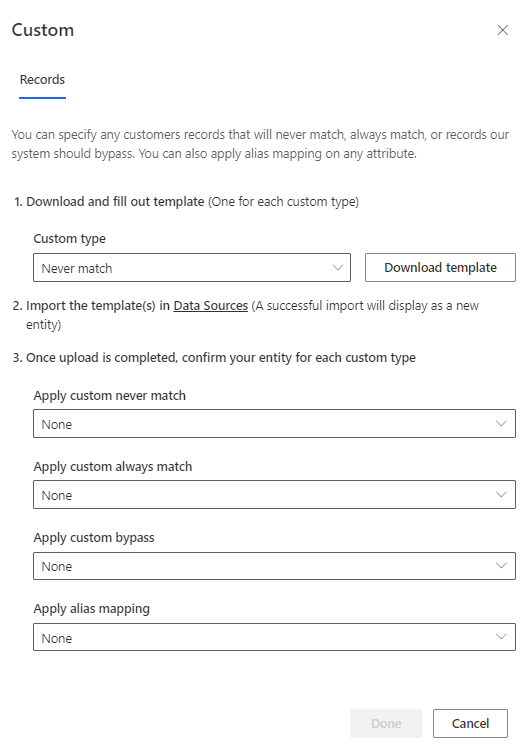 Custom
Records
You can specify any customers records that will never match, always match, or records our
system should bypass. You can also apply alias mapping on any attribute.
1. Download and fill out template (One for each custom type)
Custom type
Never match
Download template
2. Import the template(s) in Data Sources (A successful import will display as a new
entity)
3. Once upload is completed, confirm your entity for each custom type
Apply custom never match
None
Apply custom always match
None
Apply custom bypass
None
Apply alias mapping
None
Done
Cancel